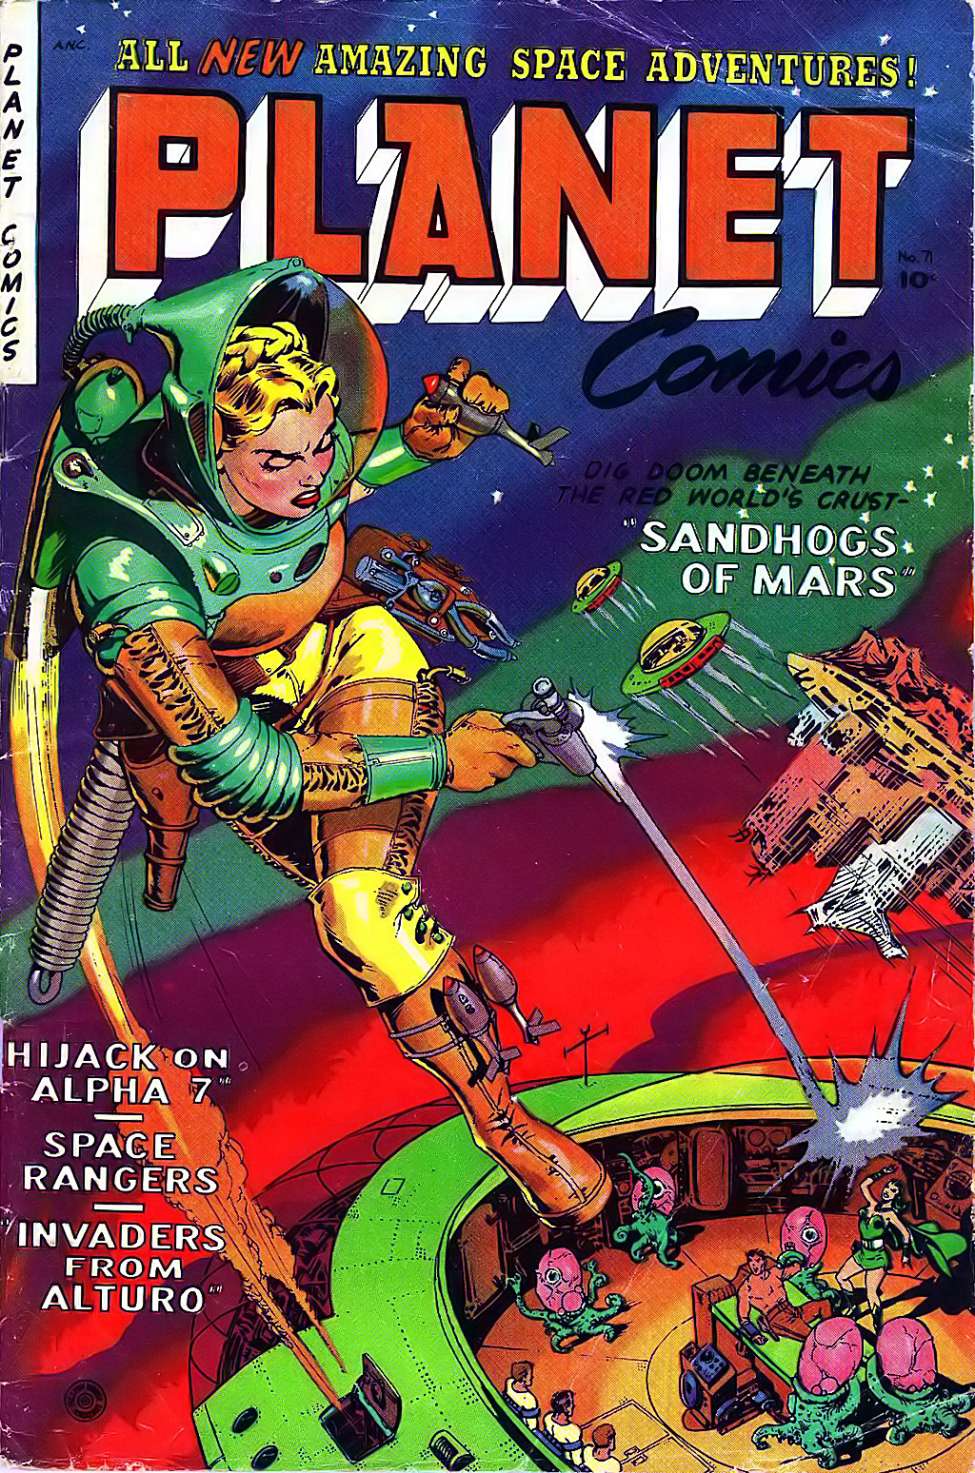 PLANET COMICS
A.N.C.
ALL NEW AMAZING SPACE ADVENTURES!
PLANET
No. 71
10¢
Comics
DIG DOOM BENEATH
THE RED WORLD'S CRUST-
"SANDHOGS
OF MARS"
HIJACK ON
ALPHA 7"
SPACE
RANGERS
"INVADERS
FROM
ALTURO"